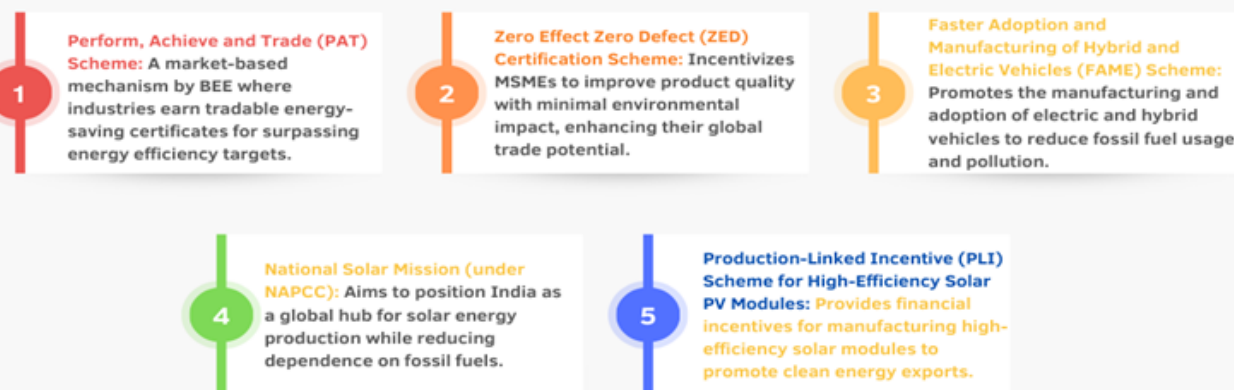 1
Perform, Achieve and Trade (PAT)
Scheme: A market-based
mechanism by BEE where
industries earn tradable energy-
saving certificates for surpassing
energy efficiency targets.
2
Zero Effect Zero Defect (ZED)
Certification Scheme: Incentivizes
MSMEs to improve product quality
with minimal environmental
impact, enhancing their global
trade potential.
3
Faster Adoption and
Manufacturing of Hybrid and
Electric Vehicles (FAME) Scheme:
Promotes the manufacturing and
adoption of electric and hybrid
vehicles to reduce fossil fuel usage
and pollution.
4
National Solar Mission (under
NAPCC): Aims to position India as
a global hub for solar energy
production while reducing
dependence on fossil fuels.
5
Production-Linked Incentive (PLI)
Scheme for High-Efficiency Solar
PV Modules: Provides financial
incentives for manufacturing high-
efficiency solar modules to
promote clean energy exports.